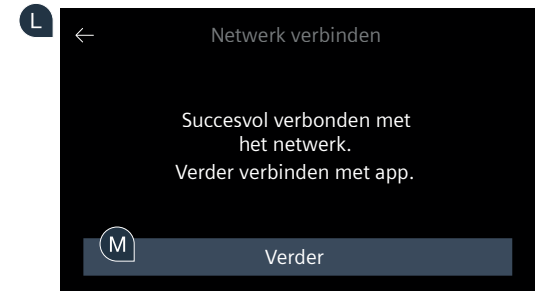 L
← Netwerk verbinden
Succesvol verbonden met
het netwerk.
Verder verbinden met app.
M
Verder